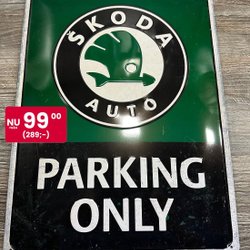 ŠKODA
AUTO
NU 99 00
(289;-)
PARKING
ONLY